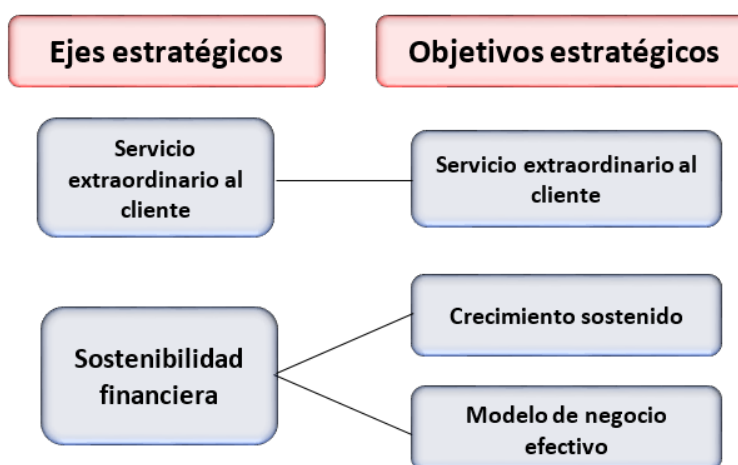 Ejes estratégicos
Objetivos estratégicos
Servicio
extraordinario al
cliente
Servicio extraordinario al
cliente
Sostenibilidad
financiera
Crecimiento sostenido
Modelo de negocio
efectivo